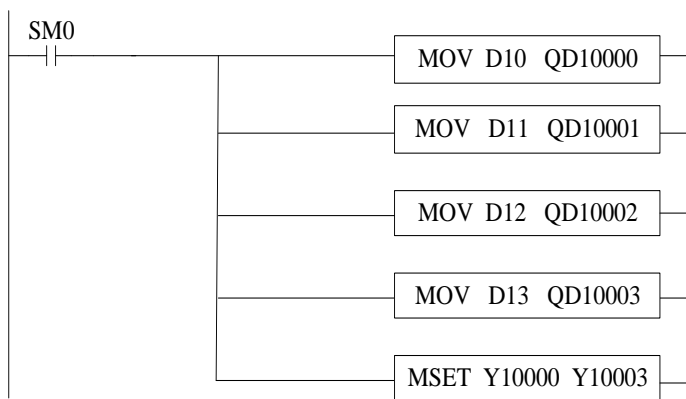 SM0
MOV D10 QD10000
MOV D11 QD10001
MOV D12 QD10002
MOV D13 QD10003
MSET Y10000 Y10003